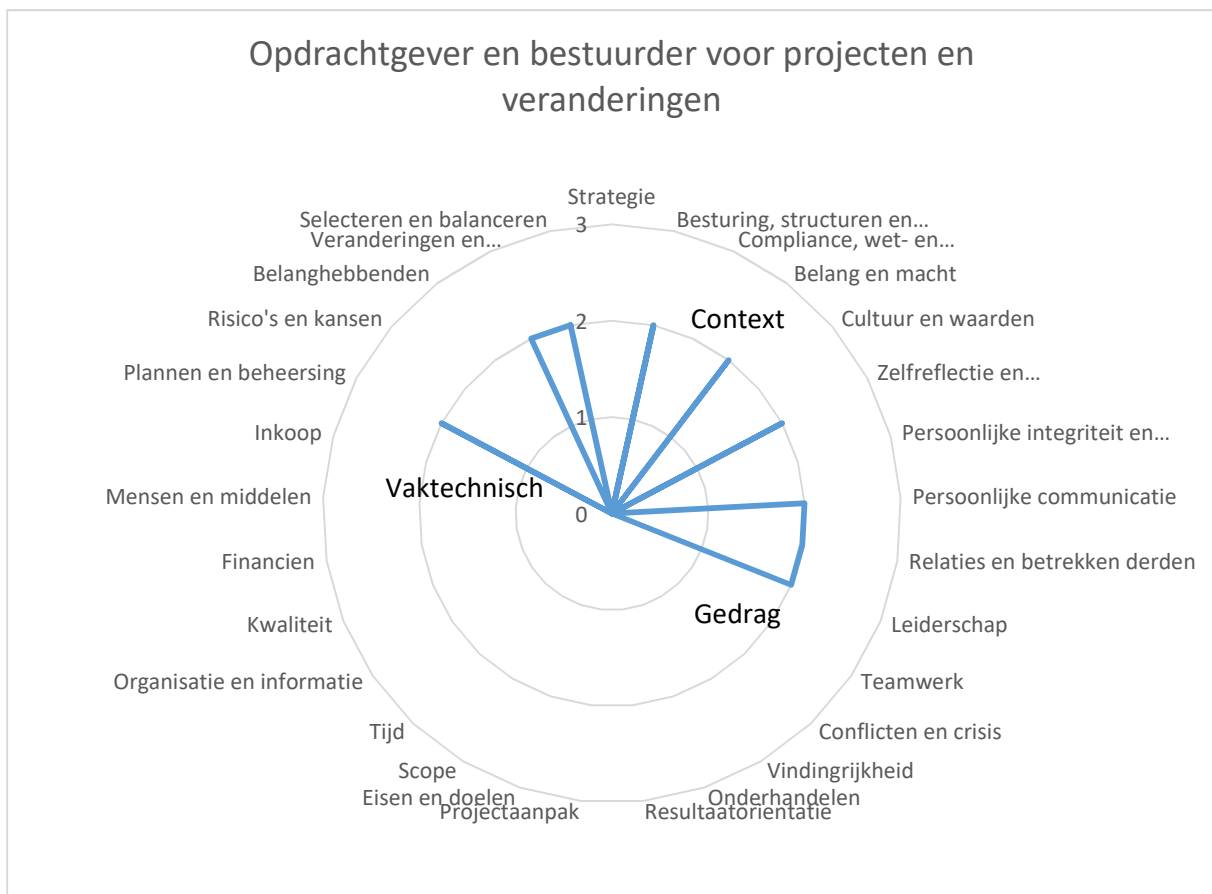 Opdrachtgever en bestuurder voor projecten en
veranderingen
Strategie
Besturing, structuren en...
Compliance, wet- en...
Belang en macht
Cultuur en waarden
Zelfreflectie en...
Persoonlijke integriteit en...
Persoonlijke communicatie
Relaties en betrekken derden
Leiderschap
Teamwerk
Conflicten en crisis
Vindingrijkheid
Onderhandelen
Resultaatoriëntatie
Projectaanpak
Eisen en doelen
Scope
Tijd
Organisatie en informatie
Kwaliteit
Financien
Mensen en middelen
Inkoop
Plannen en beheersing
Risico's en kansen
Belanghebbenden
Veranderingen en...
Selecteren en balanceren
3
2
1
0
Context
Vaktechnisch
Gedrag